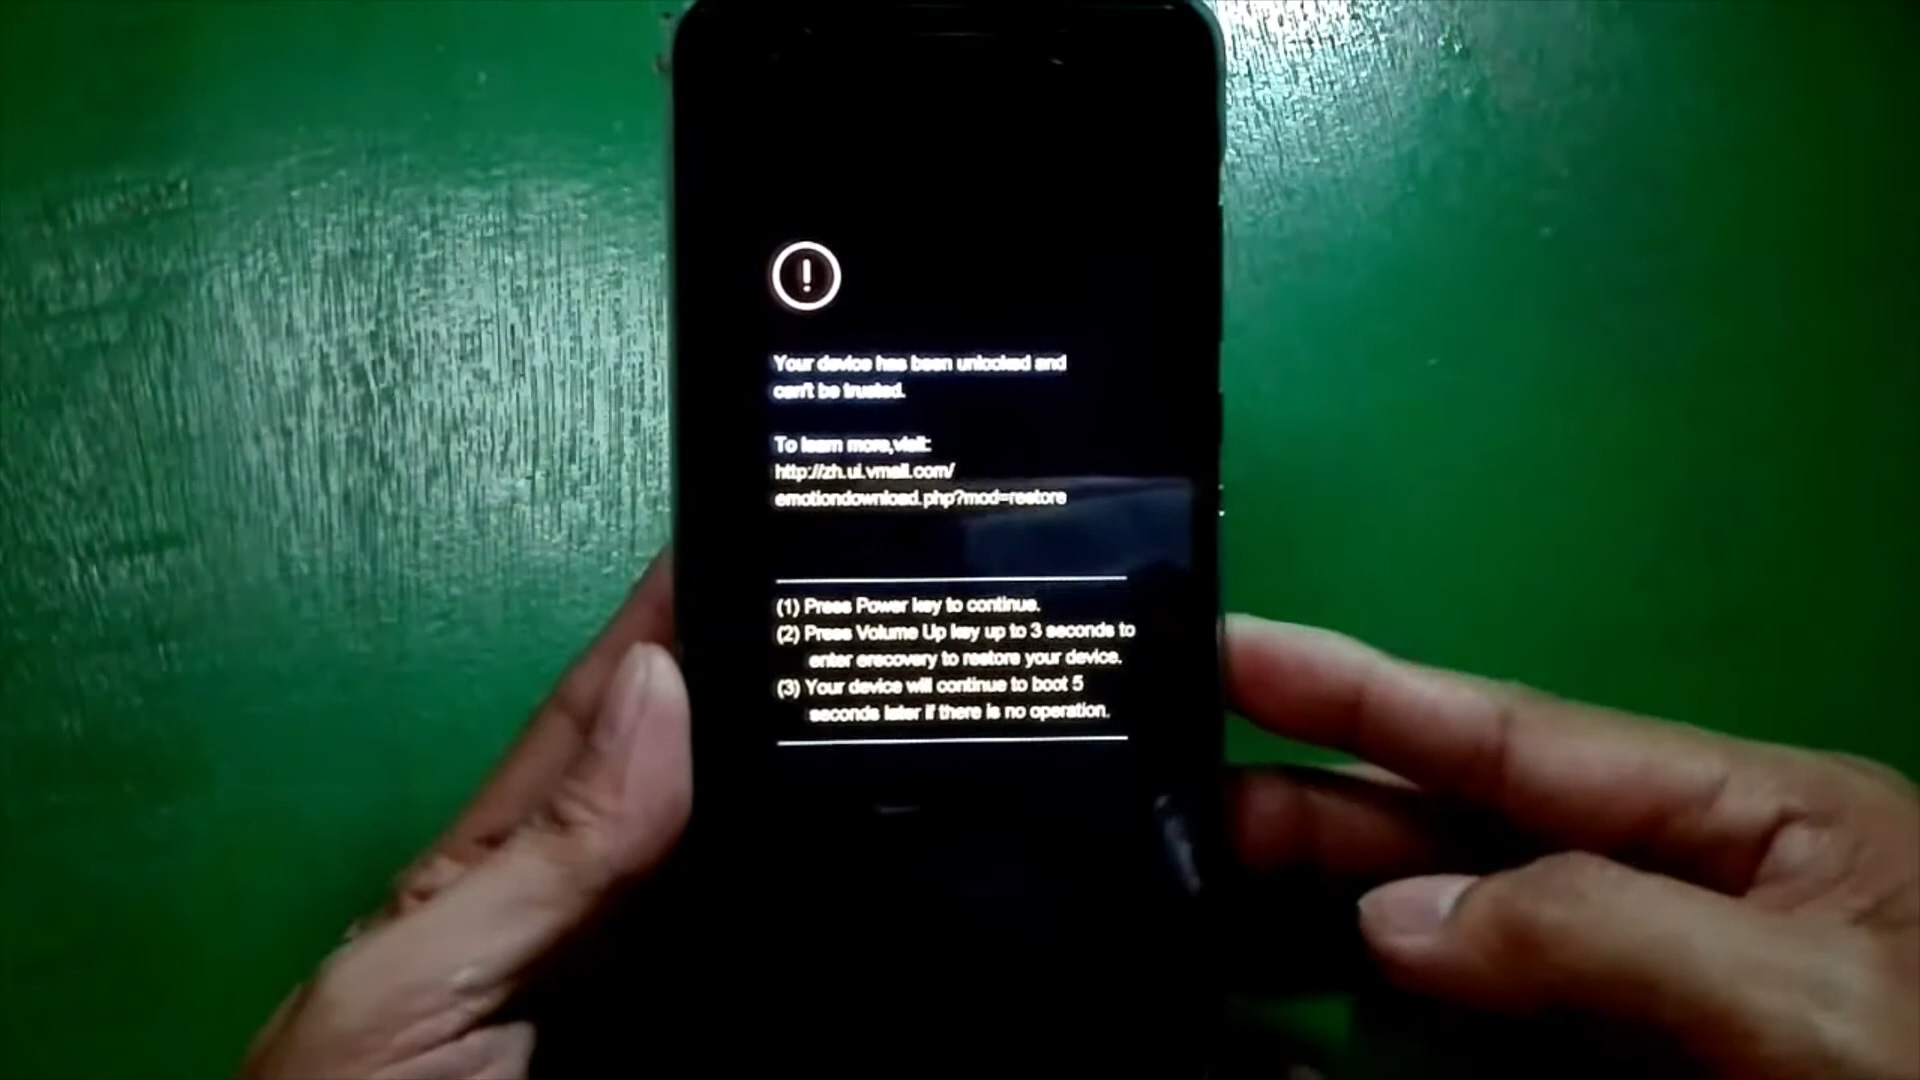 Your device has been unlocked and
can't be trusted.
To learn more,visit:
http://zh.ui.vmall.com/
emotiondownload.php?mod=restore
(1) Press Power key to continue.
(2) Press Volume Up key up to 3 seconds to
enter erecovery to restore your device.
(3) Your device will continue to boot 5
seconds later if there is no operation.